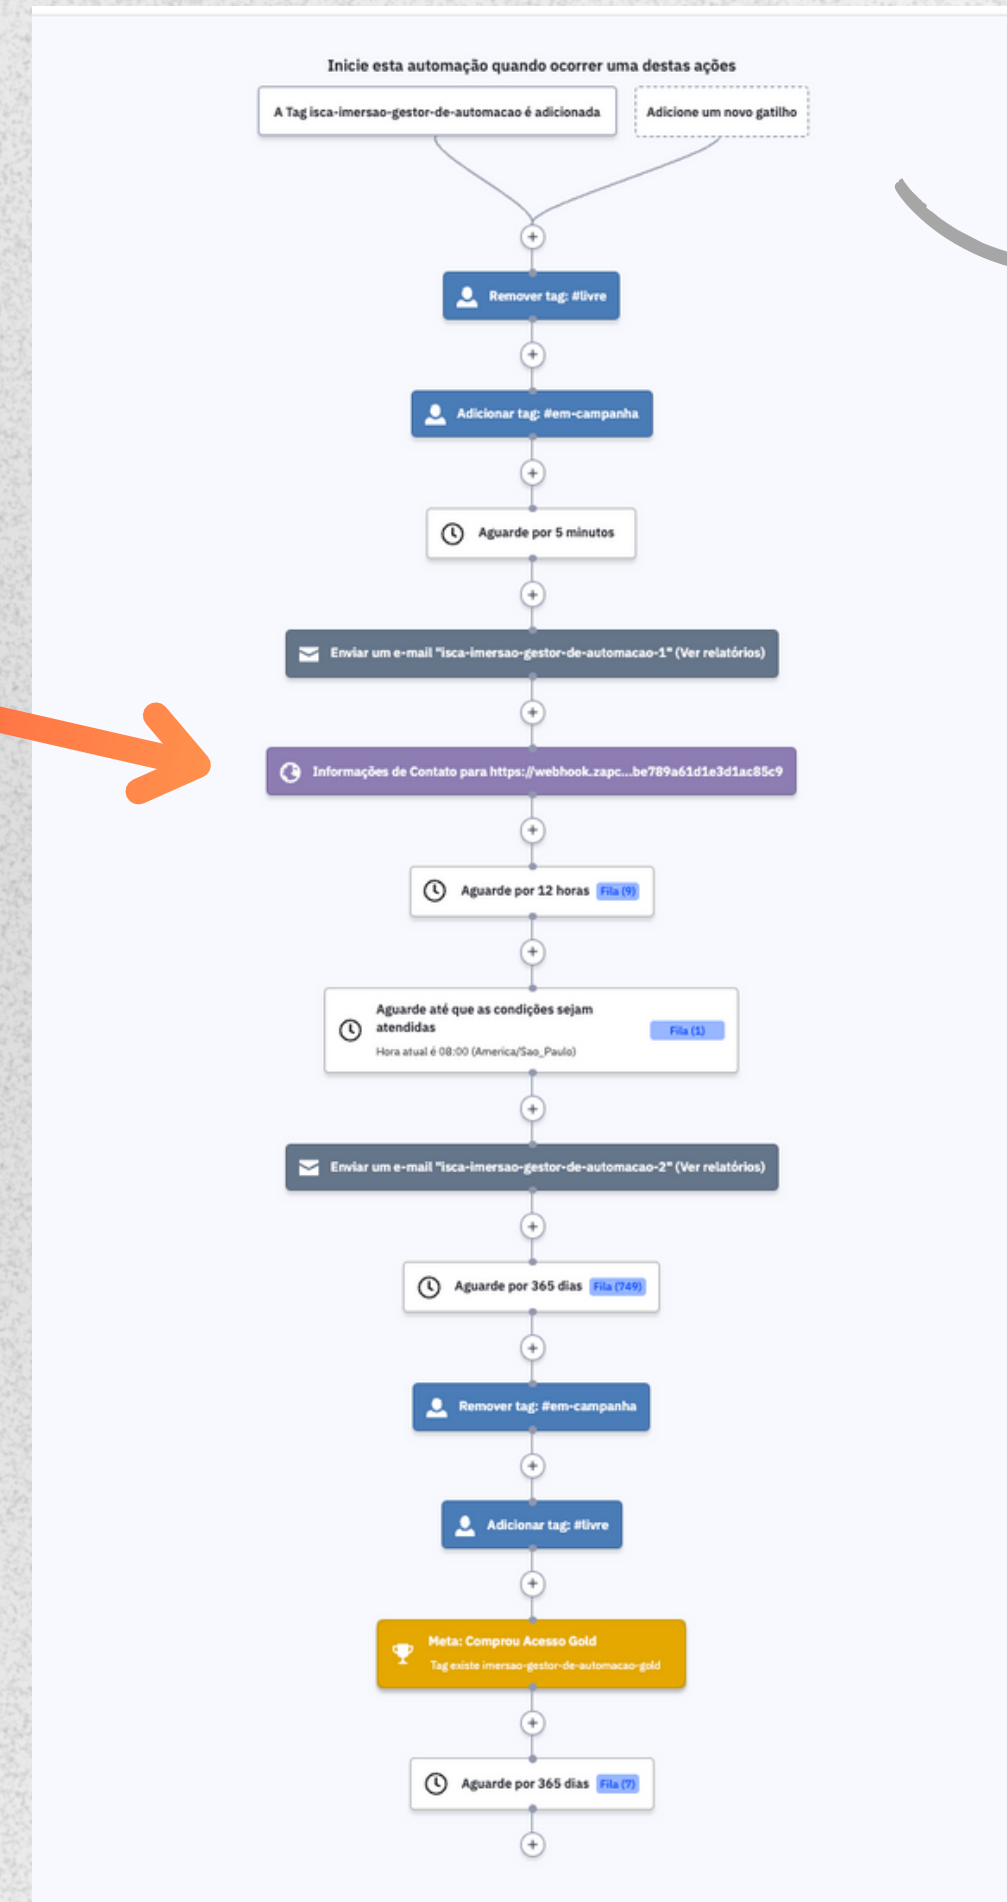 Inicie esta automação quando ocorrer uma destas ações
A Tag isca-imersao-gestor-de-automacao é adicionada
Adicione um novo gatilho
Remover tag: #livre
Adicionar tag: #em-campanha
Aguarde por 5 minutos
Enviar um e-mail "isca-imersao-gestor-de-automacao-1" (Ver relatórios)
Informações de Contato para https://webhook.zapc...be789a61d1e3d1ac85c9
Aguarde por 12 horas Fila (9)
Aguarde até que as condições sejam
atendidas
Fila (1)
Hora atual é 08:00 (America/Sao_Paulo)
Enviar um e-mail "isca-imersao-gestor-de-automacao-2" (Ver relatórios)
Aguarde por 365 dias Fila (749)
Remover tag: #em-campanha
Adicionar tag: #livre
Meta: Comprou Acesso Gold
Tag existe imersao-gestor-de-automacao-gold
Aguarde por 365 dias Fila (7)